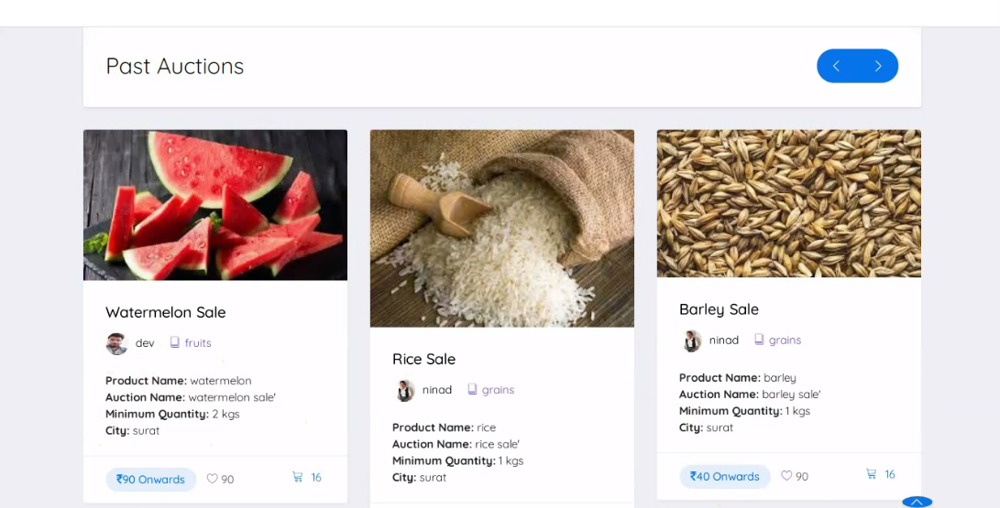 Past Auctions
Watermelon Sale
dev fruits
Product Name: watermelon
Auction Name: watermelon sale'
Minimum Quantity: 2 kgs
City: surat
₹90 Onwards 90 16
Rice Sale
ninad grains
Product Name: rice
Auction Name: rice sale'
Minimum Quantity: 1 kgs
City: surat
Barley Sale
ninad grains
Product Name: barley
Auction Name: barley sale'
Minimum Quantity: 1 kgs
City: surat
₹40 Onwards 90 16